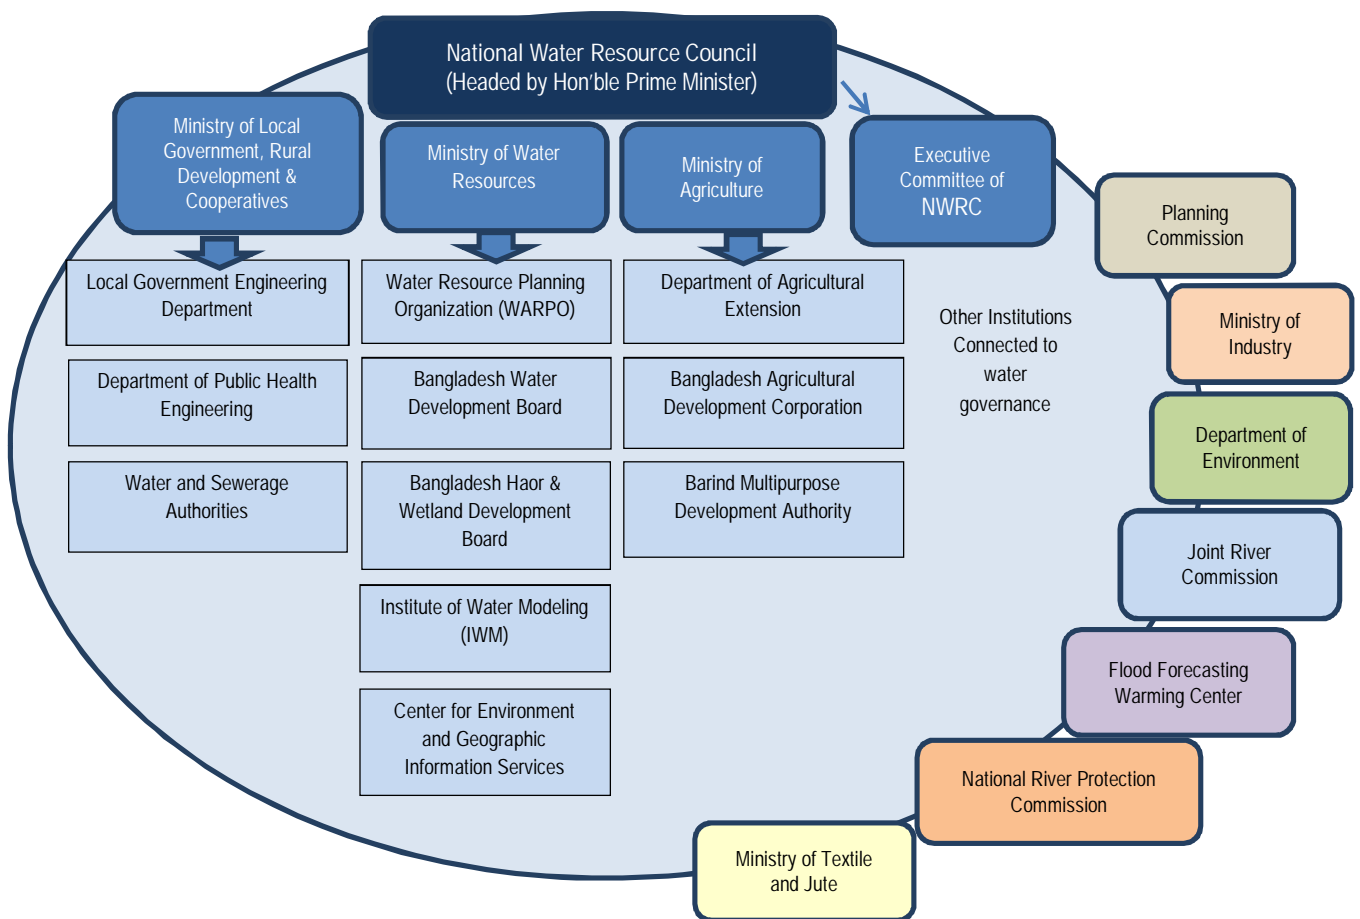 National Water Resource Council
(Headed by Hon'ble Prime Minister)
Ministry of Local
Government, Rural
Development &
Cooperatives
Ministry of Water
Resources
Ministry of
Agriculture
Executive
Committee of
NWRC
Local Government Engineering
Department
Department of Public Health
Engineering
Water and Sewerage
Authorities
Water Resource Planning
Organization (WARPO)
Bangladesh Water
Development Board
Bangladesh Haor &
Wetland Development
Board
Institute of Water Modeling
(IWM)
Center for Environment
and Geographic
Information Services
Department of Agricultural
Extension
Bangladesh Agricultural
Development Corporation
Barind Multipurpose
Development Authority
Other Institutions
Connected to
water
governance
Planning
Commission
Ministry of
Industry
Department of
Environment
Joint River
Commission
Flood Forecasting
Warming Center
National River Protection
Commission
Ministry of Textile
and Jute